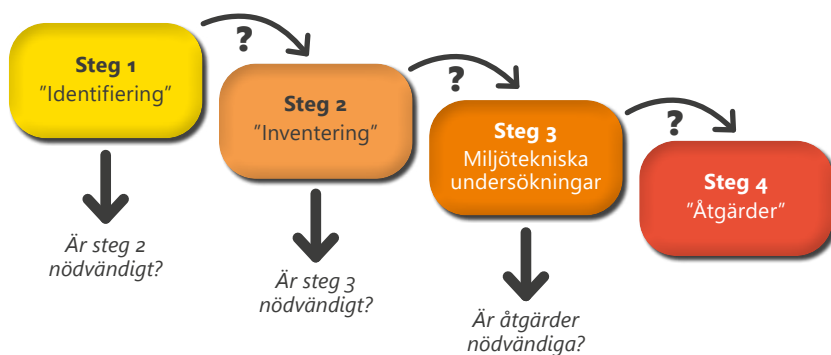 ?
Steg 1
"Identifiering"
Är steg 2
nödvändigt?
?
Steg 2
"Inventering"
Är steg 3
nödvändigt?
?
Steg 3
Miljötekniska
undersökningar
Är åtgärder
nödvändiga?
Steg 4
"Åtgärder"